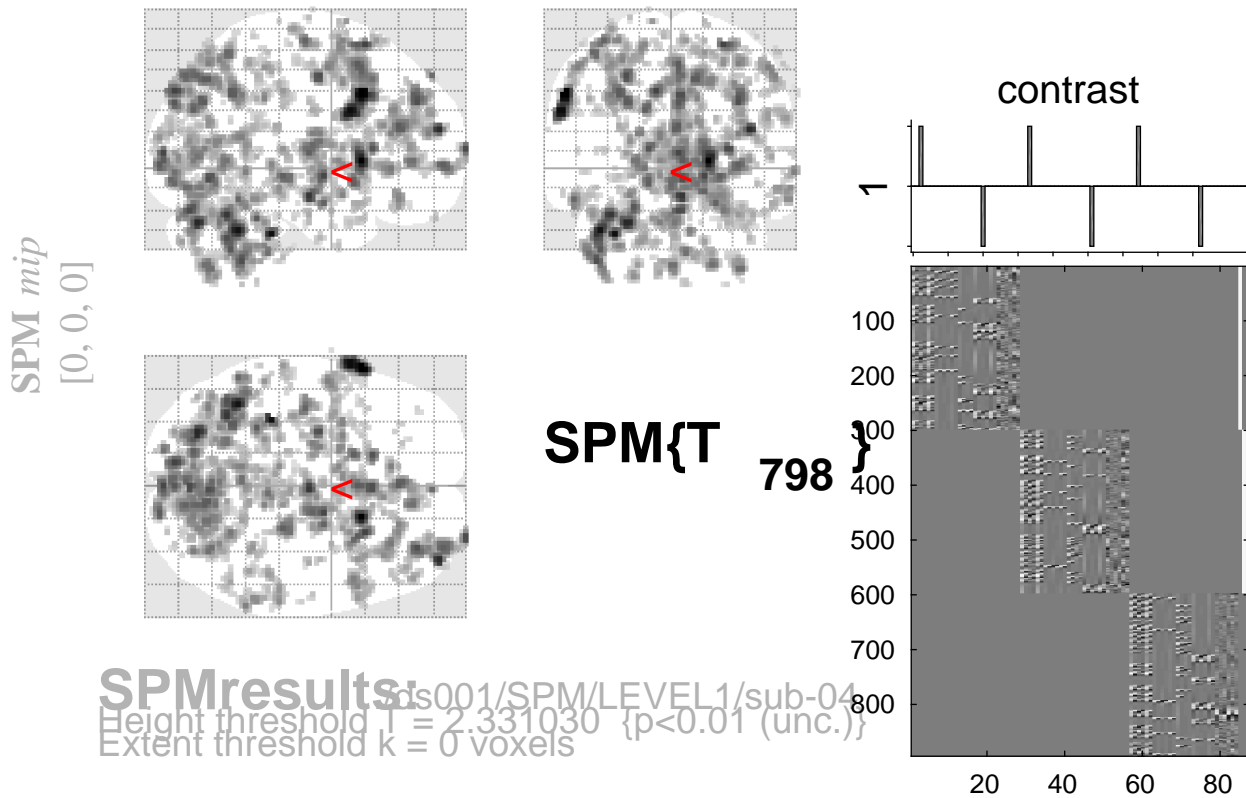 SPM mip
[0, 0, 0]
<
<
<
SPM{T798}
contrast
1
100
200
300
400
500
600
700
800
20 40 60 80
SPMresults: ./ds001/SPM/LEVEL1/sub-04
Height threshold T = 2.331030 {p<0.01 (unc.)}
Extent threshold k = 0 voxels